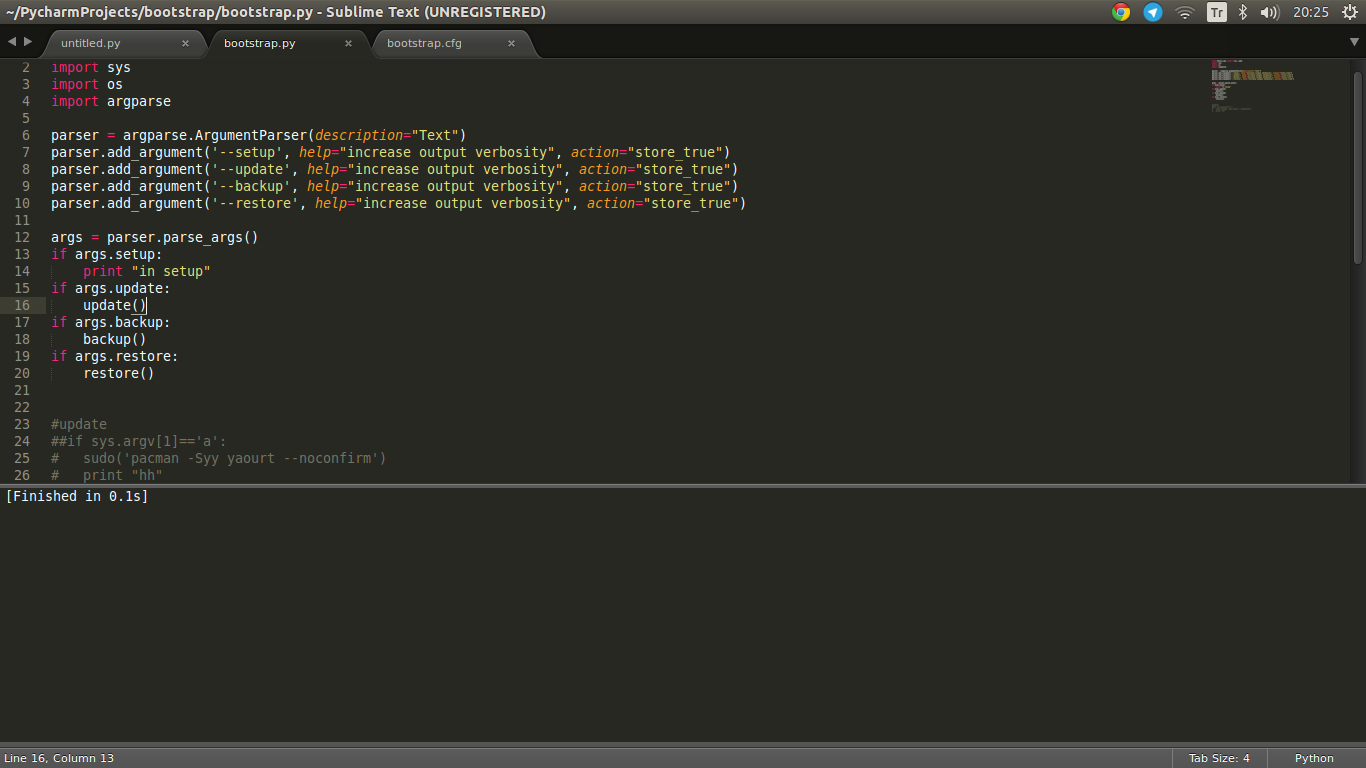 ~/PycharmProjects/bootstrap/bootstrap.py - Sublime Text (UNREGISTERED)
Tr
20:25
untitled.py ×
bootstrap.py ×
bootstrap.cfg ×
2 import sys
3 import os
4 import argparse
5
6 parser = argparse.ArgumentParser(description="Text")
7 parser.add_argument('--setup', help="increase output verbosity", action="store_true")
8 parser.add_argument('--update', help="increase output verbosity", action="store_true")
9 parser.add_argument('--backup', help="increase output verbosity", action="store_true")
10 parser.add_argument('--restore', help="increase output verbosity", action="store_true")
11
12 args = parser.parse_args()
13 if args.setup:
14     print "in setup"
15 if args.update:
16     update()
17 if args.backup:
18     backup()
19 if args.restore:
20     restore()
21
22
23 #update
24 ##if sys.argv[1]=='a':
25 #   sudo('pacman -Syy yaourt --noconfirm')
26 #   print "hh"
[Finished in 0.1s]
Line 16, Column 13
Tab Size: 4
Python